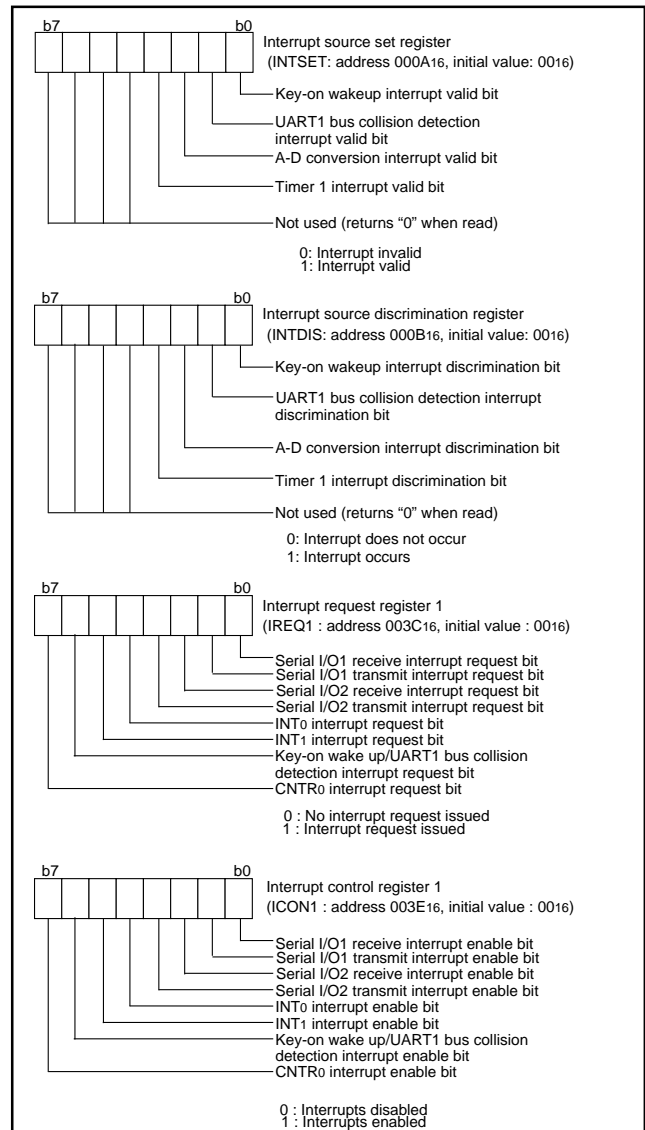 b7 b0
Interrupt source set register
(INTSET: address 000A16, initial value: 0016)
Key-on wakeup interrupt valid bit
UART1 bus collision detection
interrupt valid bit
A-D conversion interrupt valid bit
Timer 1 interrupt valid bit
Not used (returns “0” when read)
0: Interrupt invalid
1: Interrupt valid
b7 b0
Interrupt source discrimination register
(INTDIS: address 000B16, initial value: 0016)
Key-on wakeup interrupt discrimination bit
UART1 bus collision detection interrupt
discrimination bit
A-D conversion interrupt discrimination bit
Timer 1 interrupt discrimination bit
Not used (returns “0” when read)
0: Interrupt does not occur
1: Interrupt occurs
b7 b0
Interrupt request register 1
(IREQ1 : address 003C16, initial value : 0016)
Serial I/O1 receive interrupt request bit
Serial I/O1 transmit interrupt request bit
Serial I/O2 receive interrupt request bit
Serial I/O2 transmit interrupt request bit
INT0 interrupt request bit
INT1 interrupt request bit
Key-on wake up/UART1 bus collision
detection interrupt request bit
CNTR0 interrupt request bit
0 : No interrupt request issued
1 : Interrupt request issued
b7 b0
Interrupt control register 1
(ICON1 : address 003E16, initial value : 0016)
Serial I/O1 receive interrupt enable bit
Serial I/O1 transmit interrupt enable bit
Serial I/O2 receive interrupt enable bit
Serial I/O2 transmit interrupt enable bit
INT0 interrupt enable bit
INT1 interrupt enable bit
Key-on wake up/UART1 bus collision
detection interrupt enable bit
CNTR0 interrupt enable bit
0 : Interrupts disabled
1 : Interrupts enabled